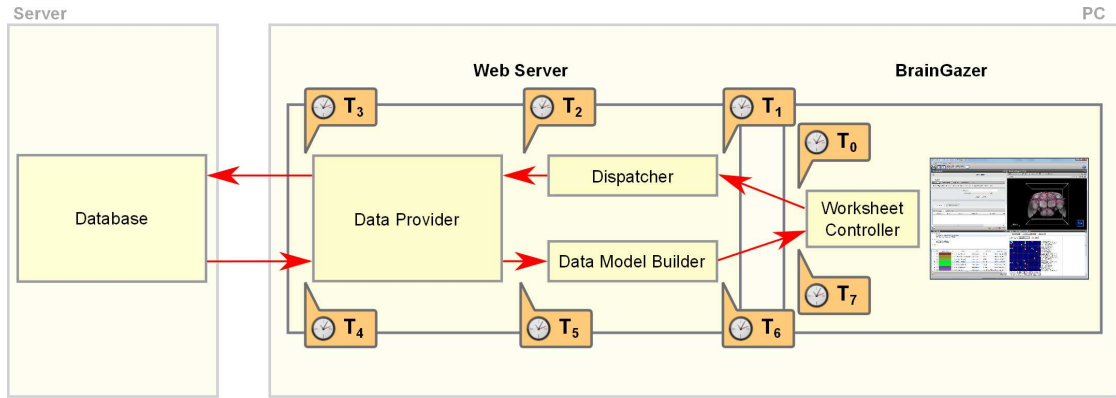 Server
PC
Web Server
BrainGazer
T3
T2
T1
T0
Dispatcher
Database
Data Provider
Worksheet
Controller
Data Model Builder
T7
T4
T5
T6